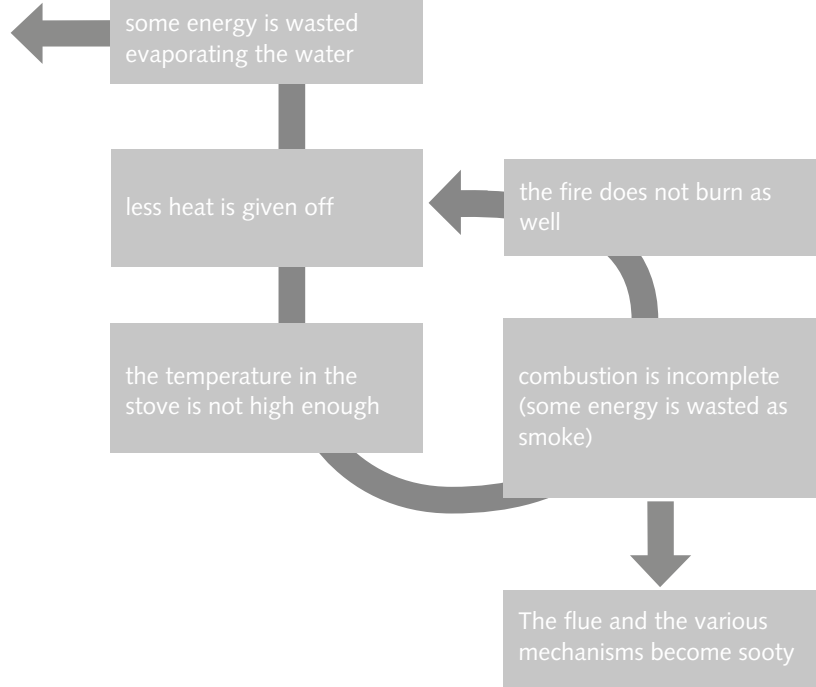 some energy is wasted
evaporating the water
less heat is given off
the temperature in the
stove is not high enough
the fire does not burn as
well
combustion is incomplete
(some energy is wasted as
smoke)
The flue and the various
mechanisms become sooty